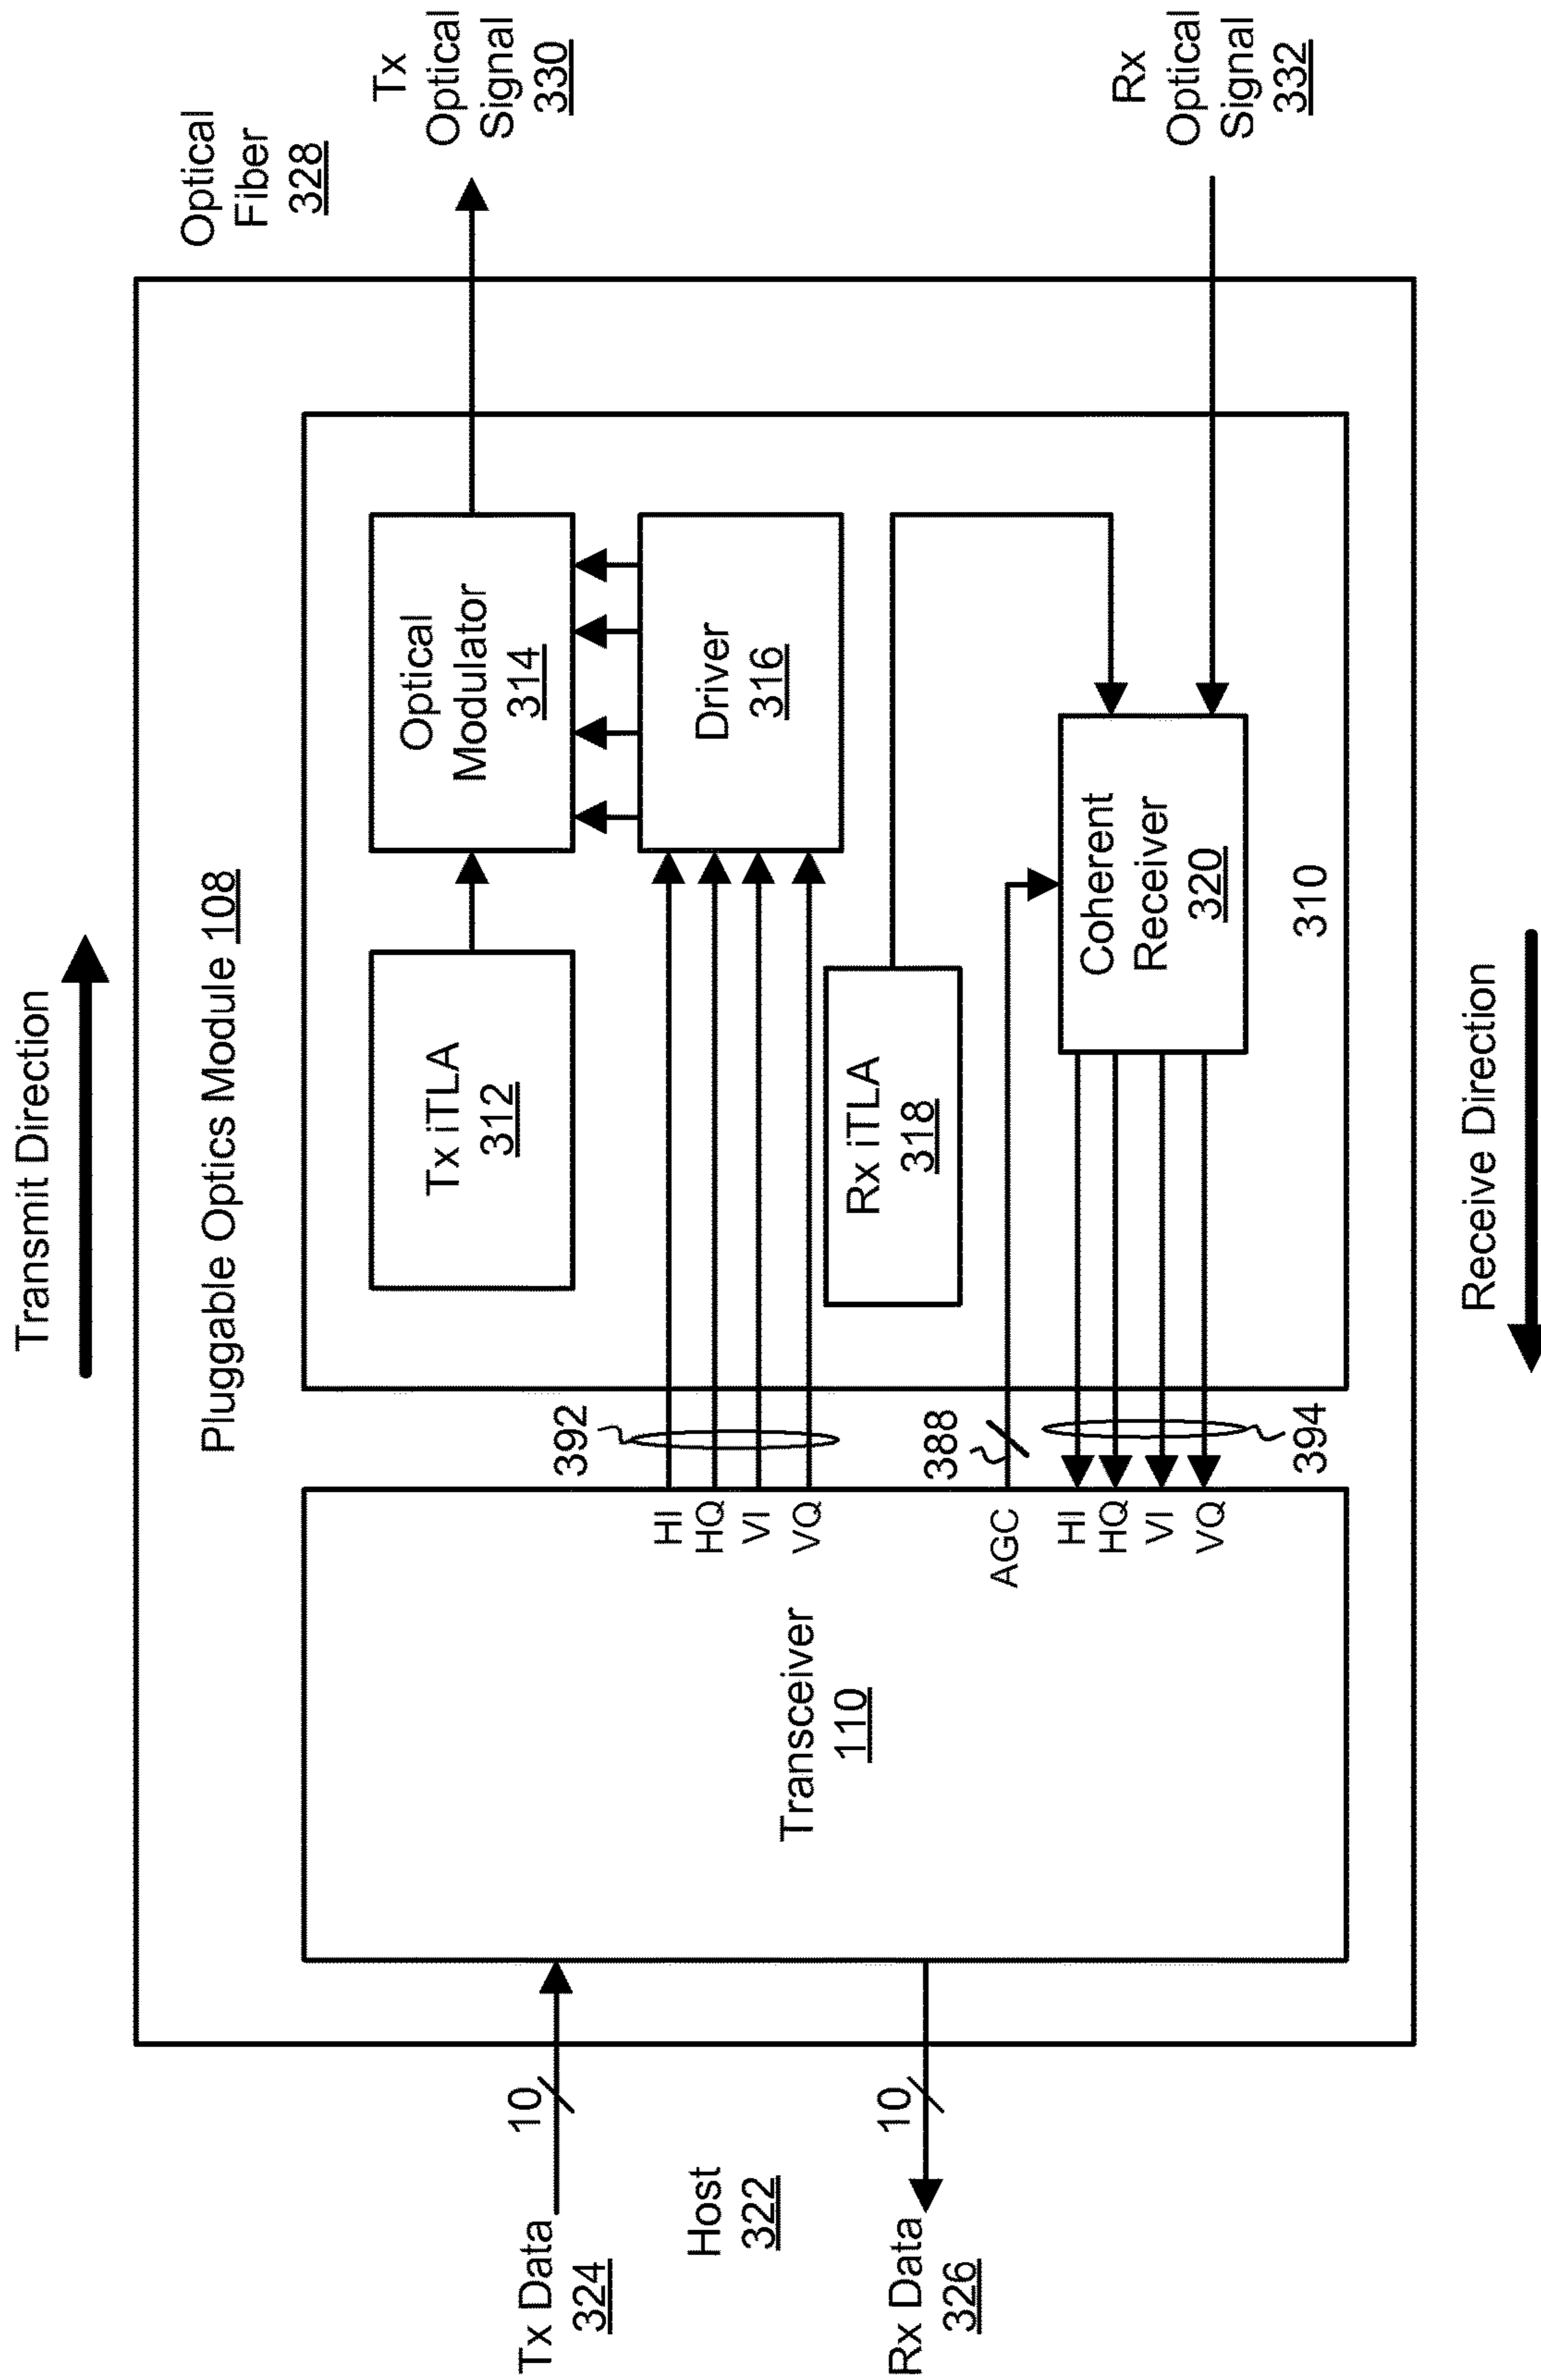 Transmit Direction
Pluggable Optics Module 108
Optical
Fiber
328
Tx Data
324
10
Host
322
Rx Data
326
10
Transceiver
110
HI
HQ
VI
VQ
AGC
HI
HQ
VI
VQ
392
388
394
Tx iTLA
312
Optical
Modulator
314
Driver
316
Rx iTLA
318
Coherent
Receiver
320
310
Tx
Optical
Signal
330
Rx
Optical
Signal
332
Receive Direction